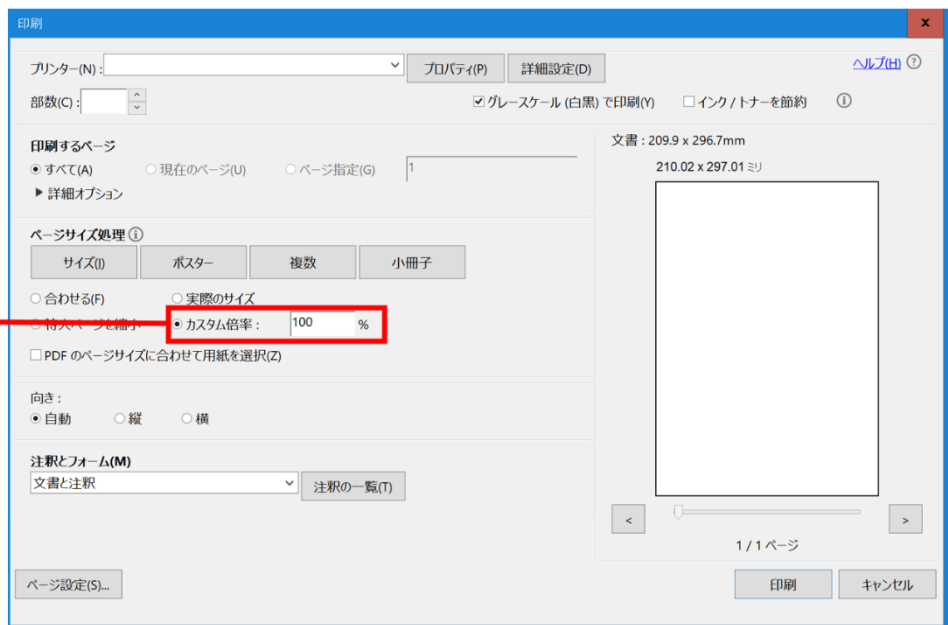 印刷
x
プリンター(N) : プロパティ(P) 詳細設定(D) ヘルプ(H) ?
部数(C) : グレースケール (白黒) で印刷(Y) インク / トナーを節約 i
印刷するページ
すべて(A) 現在のページ(U) ページ指定(G) 1
詳細オプション
ページサイズ処理 i
サイズ(I) ポスター 複数 小冊子
合わせる(F) 実際のサイズ
特大ページを縮小 カスタム倍率 : 100 %
PDF のページサイズに合わせて用紙を選択(Z)
向き :
自動 縦 横
注釈とフォーム(M)
文書と注釈 注釈の一覧(T)
文書 : 209.9 x 296.7mm
210.02 x 297.01 ミリ
< >
1 / 1 ページ
ページ設定(S)... 印刷 キャンセル